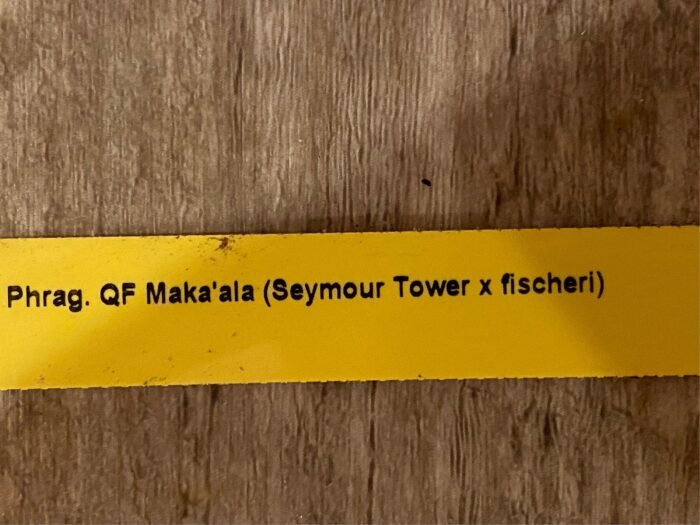 Phrag. QF Maka'ala (Seymour Tower x fischeri)